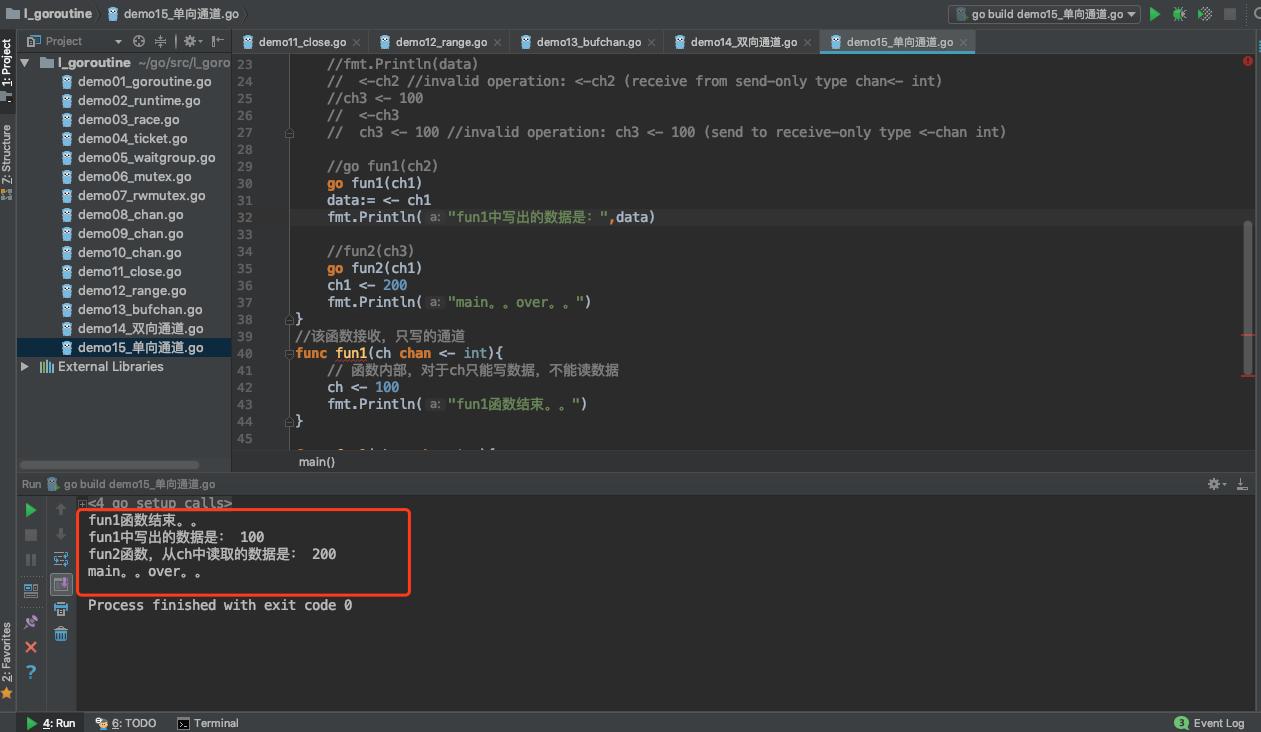 l_goroutine demo15_单向通道.go go build demo15_单向通道.go
1: Project
Project
demo11_close.go demo12_range.go demo13_bufchan.go demo14_双向通道.go demo15_单向通道.go
l_goroutine ~/go/src/l_goro
demo01_goroutine.go
demo02_runtime.go
demo03_race.go
demo04_ticket.go
demo05_waitgroup.go
demo06_mutex.go
demo07_rwmutex.go
demo08_chan.go
demo09_chan.go
demo10_chan.go
demo11_close.go
demo12_range.go
demo13_bufchan.go
demo14_双向通道.go
demo15_单向通道.go
External Libraries
7: Structure
23 //fmt.Println(data)
24 // <-ch2 //invalid operation: <-ch2 (receive from send-only type chan<- int)
25 //ch3 <- 100
26 // <-ch3
27 // ch3 <- 100 //invalid operation: ch3 <- 100 (send to receive-only type <-chan int)
28
29 //go fun1(ch2)
30 go fun1(ch1)
31 data:= <- ch1
32 fmt.Println( a: "fun1中写出的数据是：",data)
33
34 //fun2(ch3)
35 go fun2(ch1)
36 ch1 <- 200
37 fmt.Println( a: "main。。over。。")
38 }
39 //该函数接收，只写的通道
40 func fun1(ch chan <- int){
41 // 函数内部，对于ch只能写数据，不能读数据
42 ch <- 100
43 fmt.Println( a: "fun1函数结束。。")
44 }
45
main()
Run go build demo15_单向通道.go
<4 go setup calls>
fun1函数结束。。
fun1中写出的数据是： 100
fun2函数，从ch中读取的数据是： 200
main。。over。。
Process finished with exit code 0
2: Favorites
4: Run 6: TODO Terminal 3 Event Log